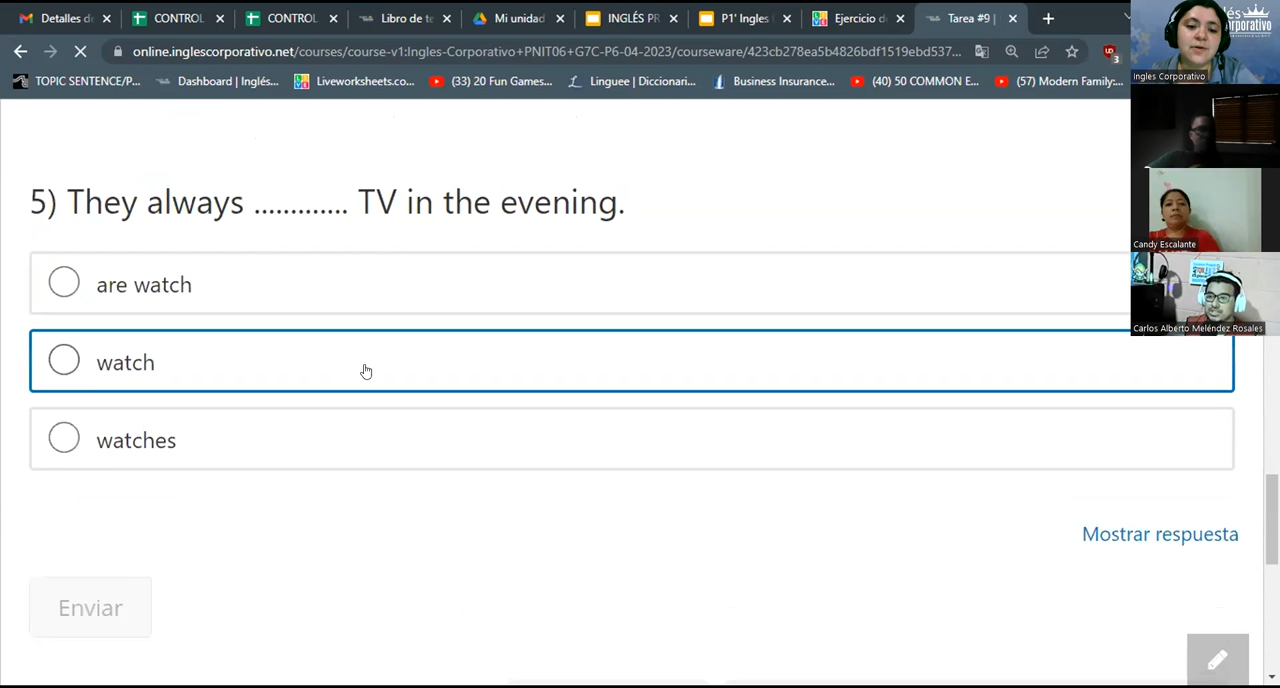 Detalles d
CONTROL
CONTROL
Libro de te
Mi unidad
INGLÉS PR
P1' Ingles
Ejercicio d
Tarea #9 |
online.inglescorporativo.net/courses/course-v1:Ingles-Corporativo+PNIT06+G7C-P6-04-2023/courseware/423cb278ea5b4826bdf1519ebd537...
3
TOPIC SENTENCE/P...
Dashboard | Inglés...
Liveworksheets.co...
(33) 20 Fun Games...
Linguee | Diccionari...
Business Insurance...
(40) 50 COMMON E...
(57) Modern Family:...
Ingles Corporativo
Candy Escalante
Carlos Alberto Meléndez Rosales
5) They always ............. TV in the evening.
are watch
watch
watches
Mostrar respuesta
Enviar